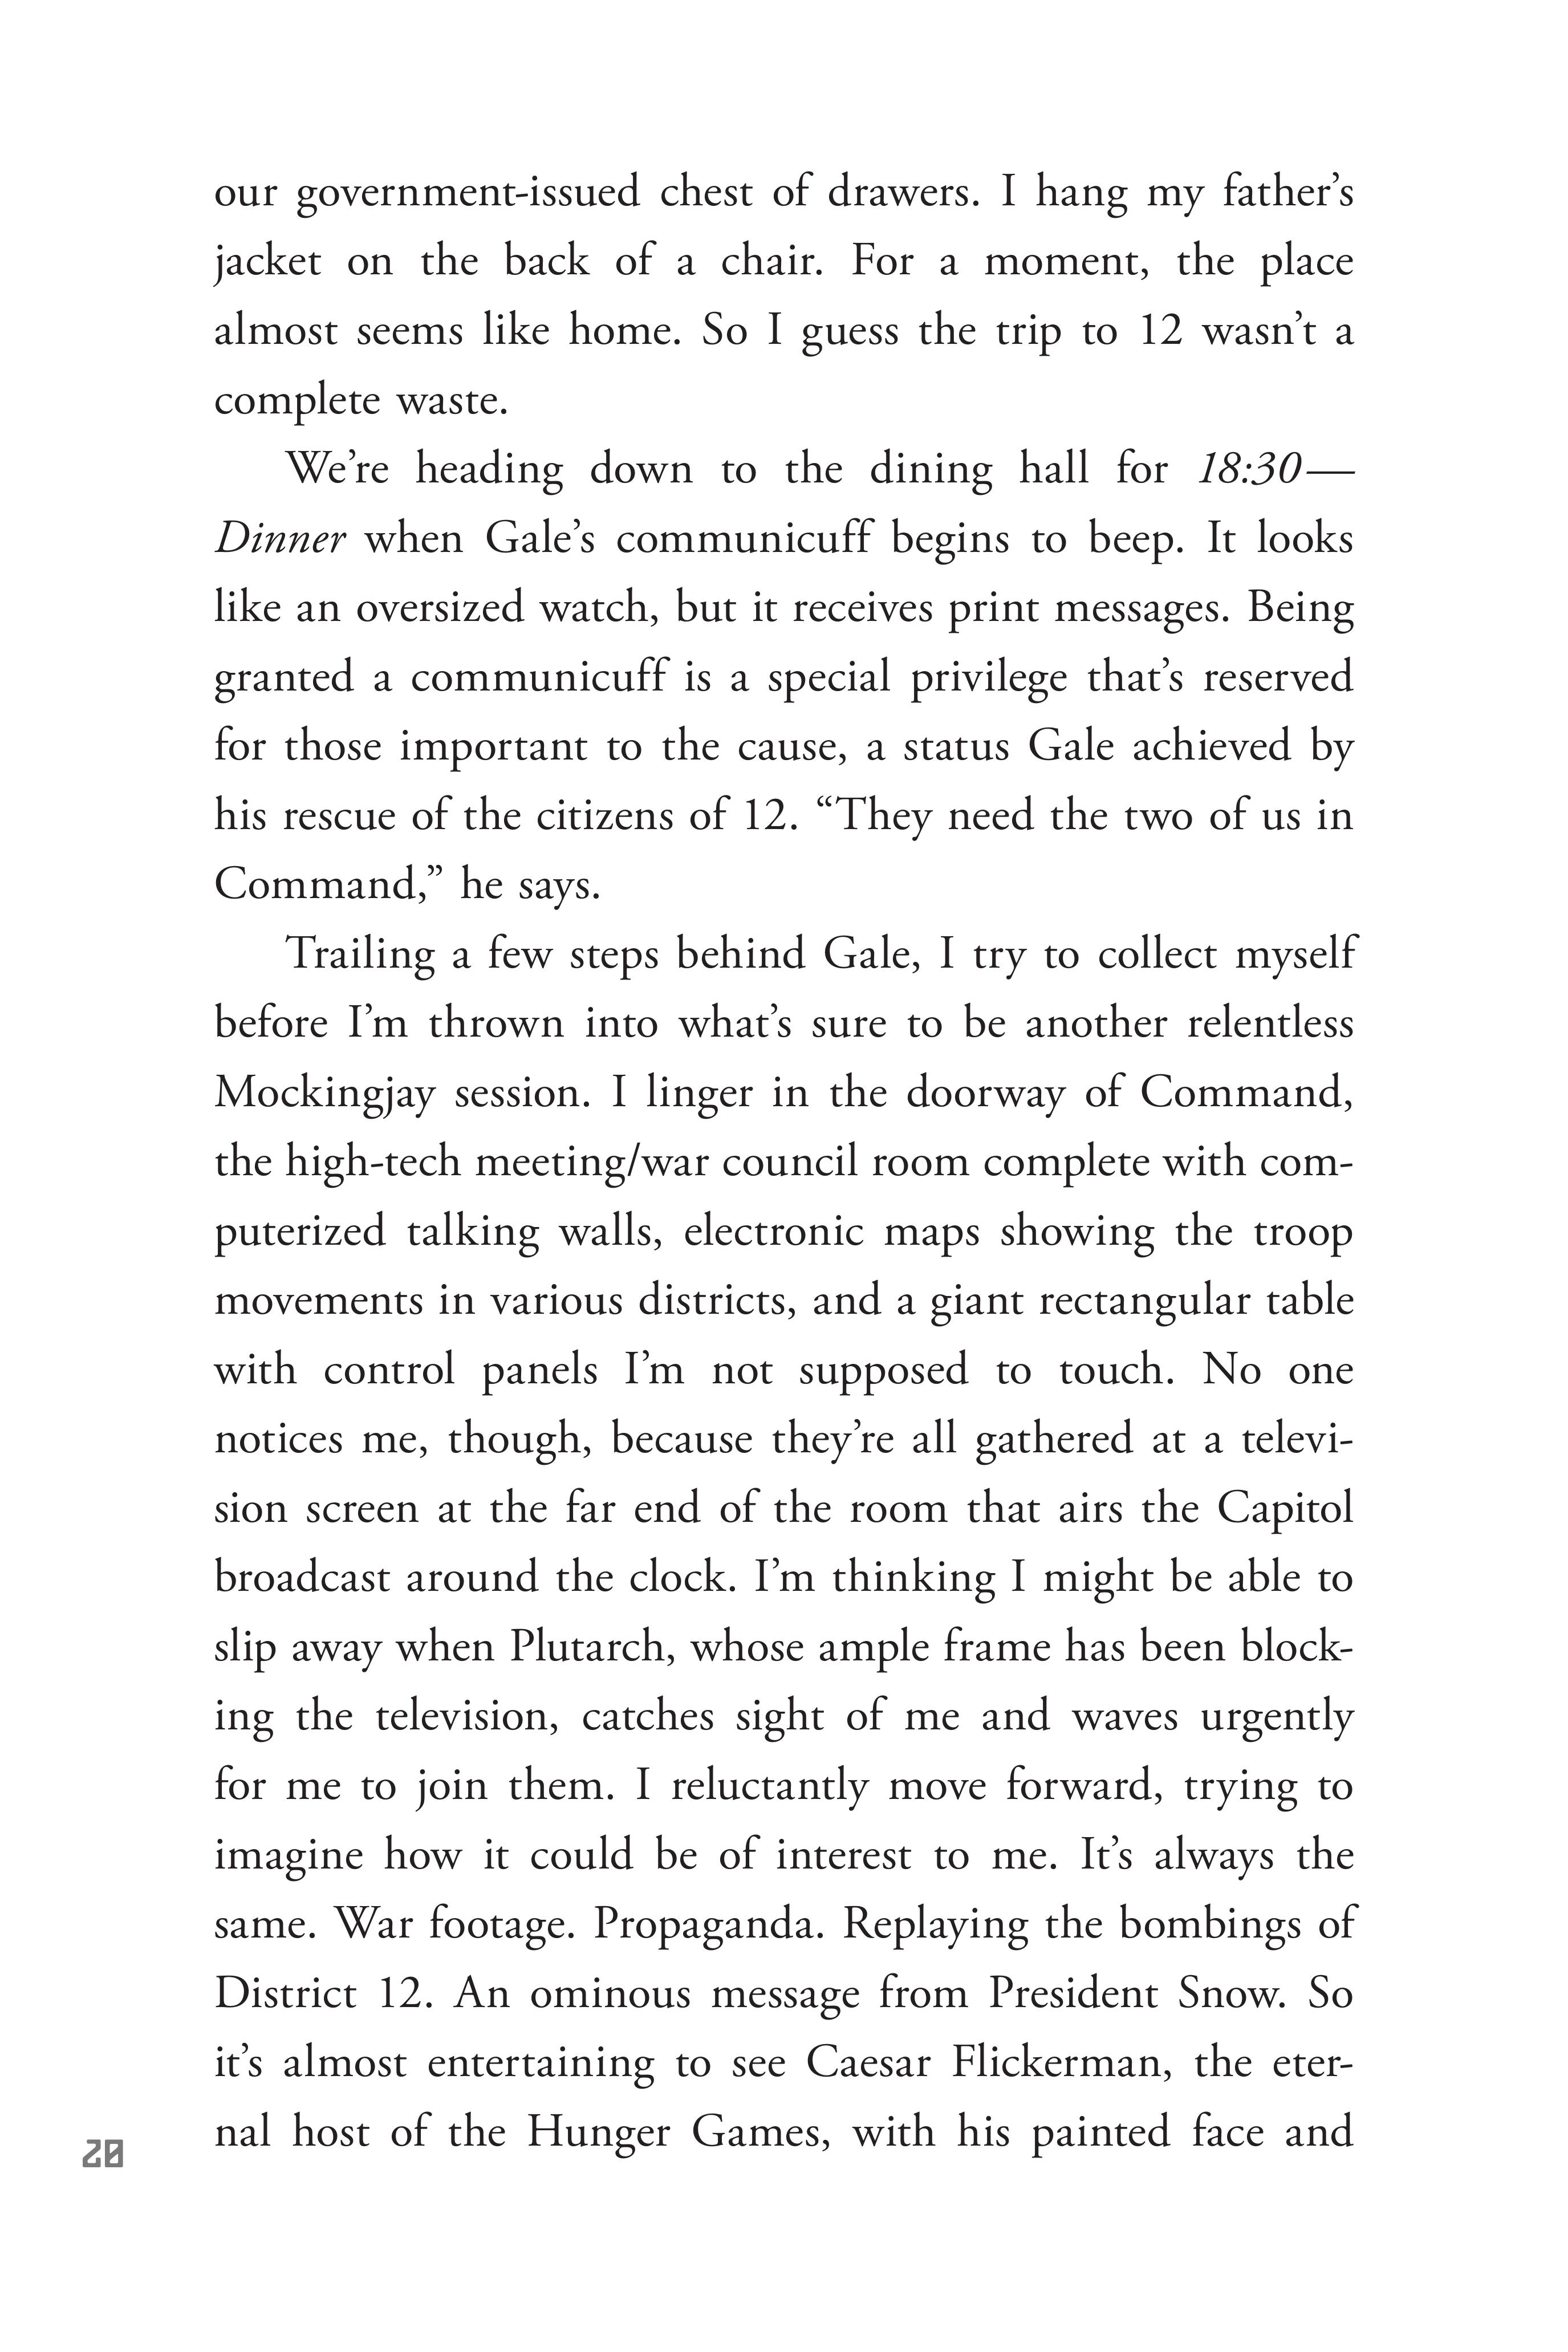 our government-issued chest of drawers. I hang my father’s
jacket on the back of a chair. For a moment, the place
almost seems like home. So I guess the trip to 12 wasn’t a
complete waste.
We’re heading down to the dining hall for 18:30—
Dinner when Gale’s communicuff begins to beep. It looks
like an oversized watch, but it receives print messages. Being
granted a communicuff is a special privilege that’s reserved
for those important to the cause, a status Gale achieved by
his rescue of the citizens of 12. “They need the two of us in
Command,” he says.
Trailing a few steps behind Gale, I try to collect myself
before I’m thrown into what’s sure to be another relentless
Mockingjay session. I linger in the doorway of Command,
the high-tech meeting/war council room complete with com-
puterized talking walls, electronic maps showing the troop
movements in various districts, and a giant rectangular table
with control panels I’m not supposed to touch. No one
notices me, though, because they’re all gathered at a televi-
sion screen at the far end of the room that airs the Capitol
broadcast around the clock. I’m thinking I might be able to
slip away when Plutarch, whose ample frame has been block-
ing the television, catches sight of me and waves urgently
for me to join them. I reluctantly move forward, trying to
imagine how it could be of interest to me. It’s always the
same. War footage. Propaganda. Replaying the bombings of
District 12. An ominous message from President Snow. So
it’s almost entertaining to see Caesar Flickerman, the eter-
nal host of the Hunger Games, with his painted face and
20